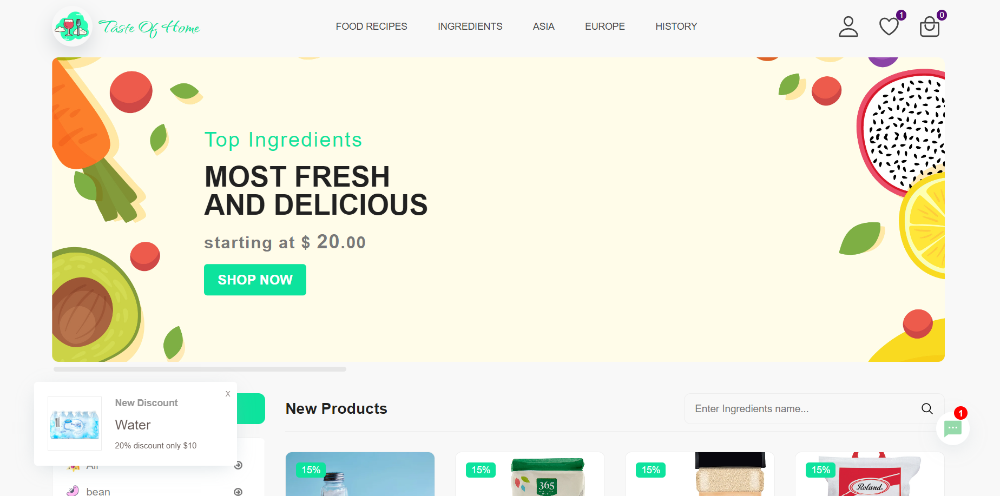 Taste Of Home
FOOD RECIPES
INGREDIENTS
ASIA
EUROPE
HISTORY
1
0
Top Ingredients
MOST FRESH
AND DELICIOUS
starting at $ 20.00
SHOP NOW
X
New Discount
Water
20% discount only $10
New Products
Enter Ingredients name...
1
All
bean
15%
15%
365
15%
15%
Roland